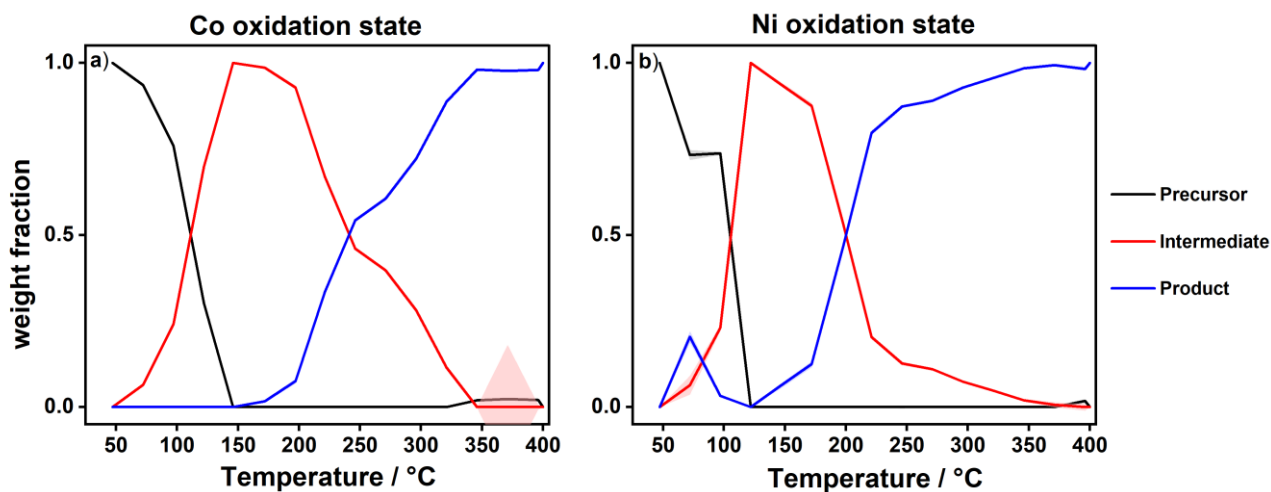 Co oxidation state
Ni oxidation state
a)
b)
1.0
0.5
0.0
1.0
0.5
0.0
weight fraction
50 100 150 200 250 300 350 400
50 100 150 200 250 300 350 400
Temperature / °C
Temperature / °C
Precursor
Intermediate
Product